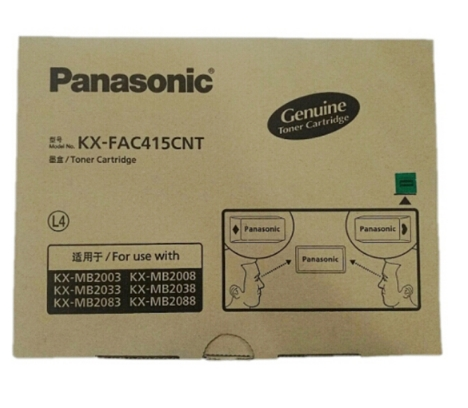 Panasonic®
Genuine
Toner Cartridge
型号
Model No. KX-FAC415CNT
墨盒/Toner Cartridge
L4
适用于/For use with
KX-MB2003 KX-MB2008
KX-MB2033 KX-MB2038
KX-MB2083 KX-MB2088
Panasonic
Panasonic
Panasonic